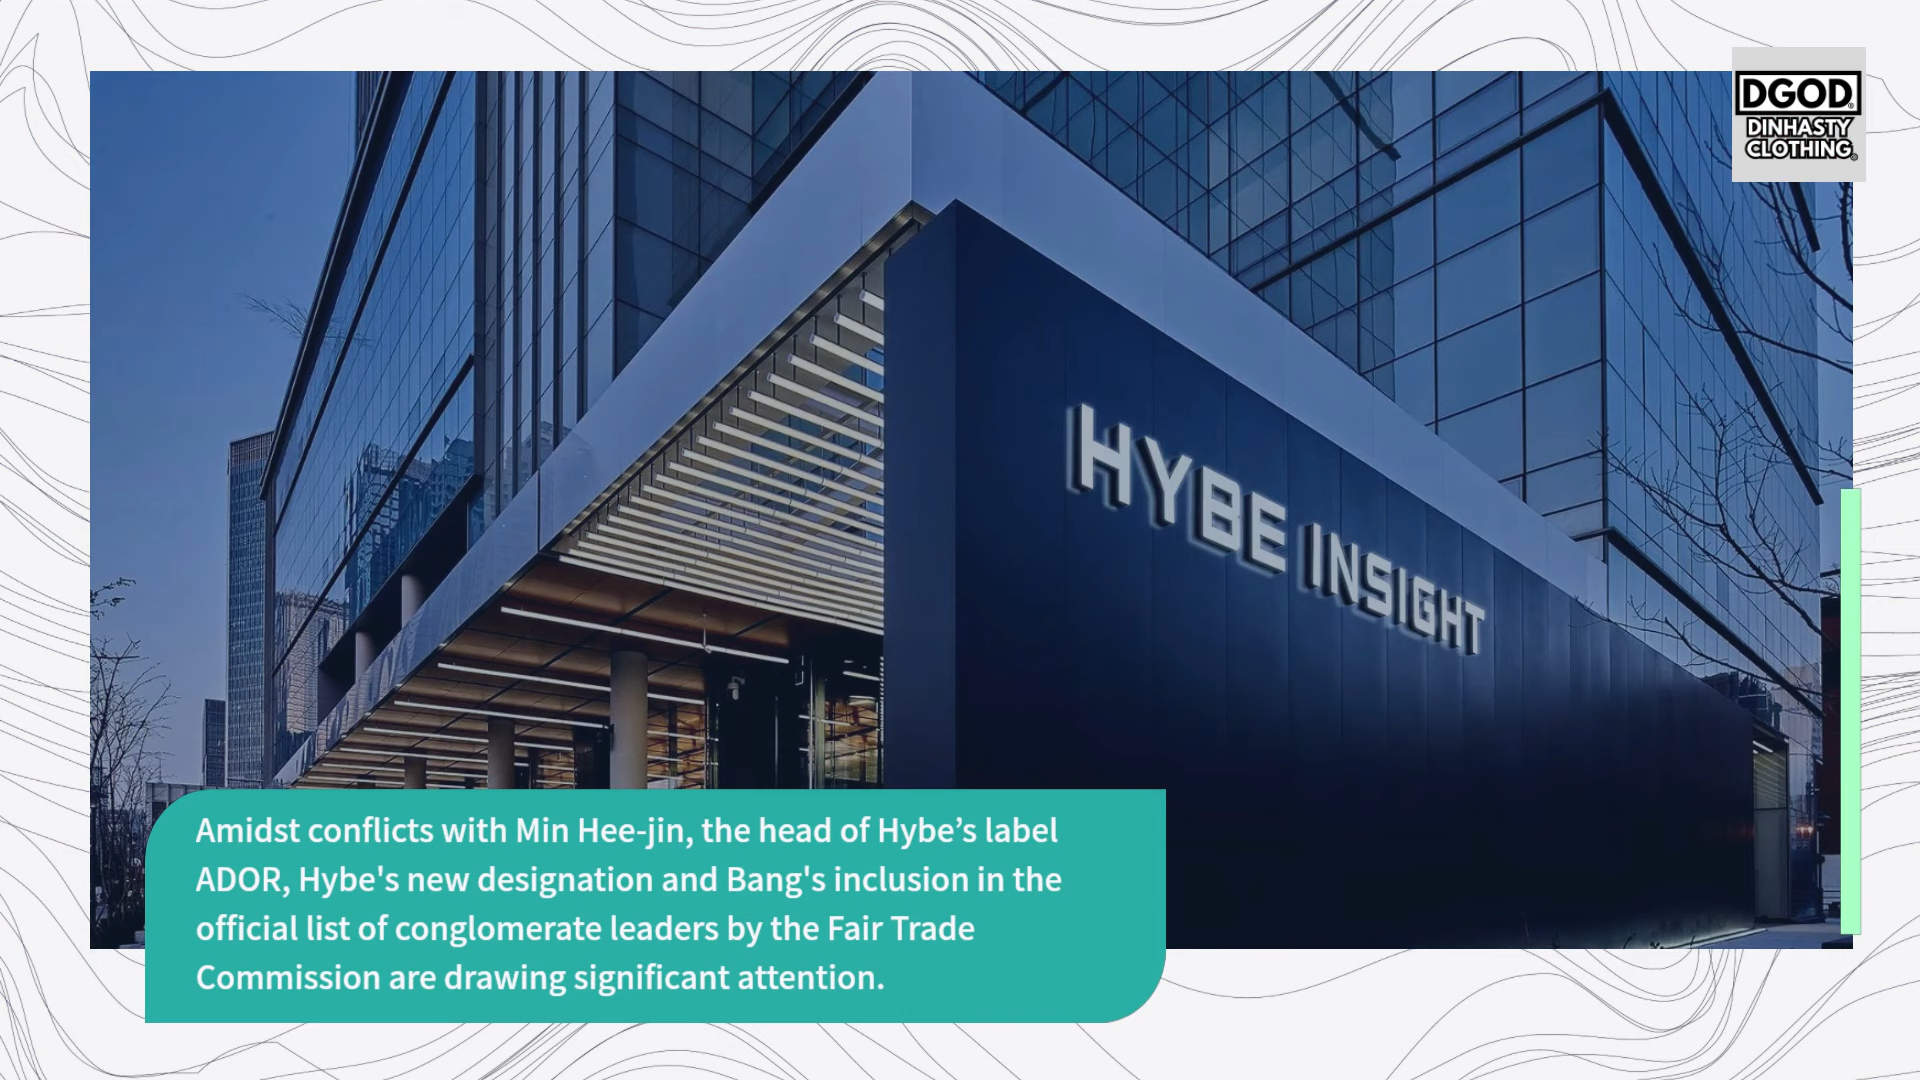 DGOD
DINHASTY
CLOTHING
HYBE INSIGHT
Amidst conflicts with Min Hee-jin, the head of Hybe’s label
ADOR, Hybe's new designation and Bang's inclusion in the
official list of conglomerate leaders by the Fair Trade
Commission are drawing significant attention.